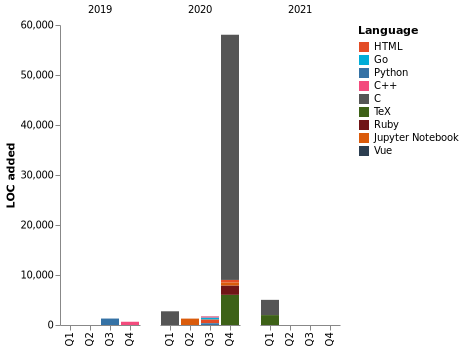 2019 2020 2021
Language
HTML
Go
Python
C++
C
TeX
Ruby
Jupyter Notebook
Vue
LOC added
60,000
50,000
40,000
30,000
20,000
10,000
0
Q1 Q2 Q3 Q4 Q1 Q2 Q3 Q4 Q1 Q2 Q3 Q4